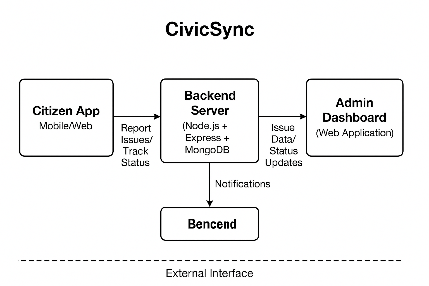 CivicSync
Citizen App
Mobile/Web
Report
Issues/
Track
Status
Backend
Server
(Node.js +
Express +
MongoDB
Issue
Data/
Status
Updates
Admin
Dashboard
(Web Application)
Notifications
Bencend
External Interface